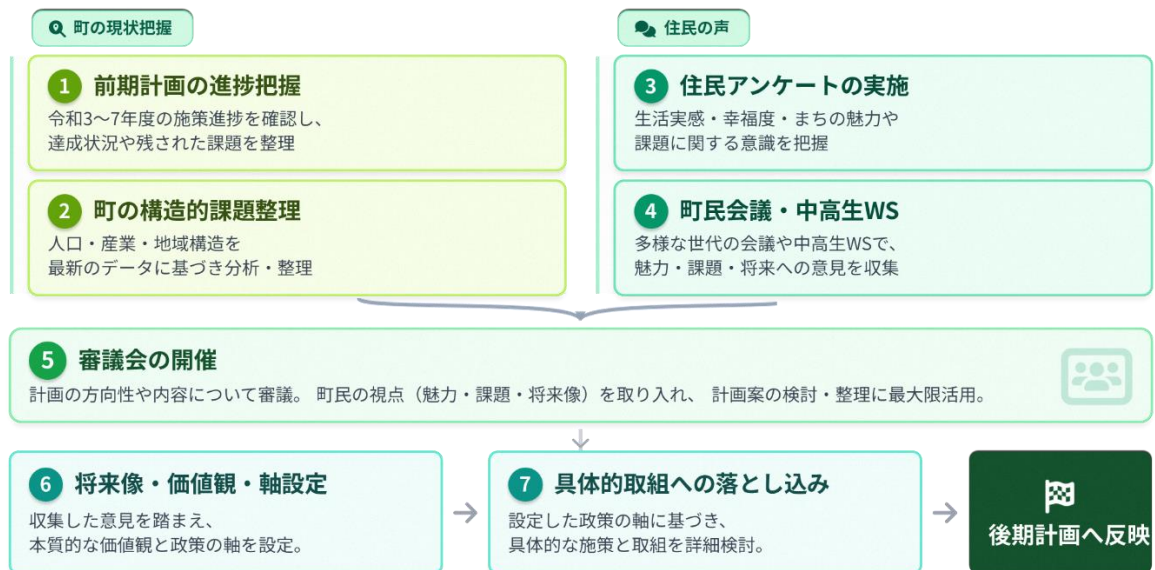 町の現状把握
1 前期計画の進捗把握
令和3〜7年度の施策進捗を確認し、
達成状況や残された課題を整理
2 町の構造的課題整理
人口・産業・地域構造を
最新のデータに基づき分析・整理
住民の声
3 住民アンケートの実施
生活実感・幸福度・まちの魅力や
課題に関する意識を把握
4 町民会議・中高生WS
多様な世代の会議や中高生WSで、
魅力・課題・将来への意見を収集
5 審議会の開催
計画の方向性や内容について審議。 町民の視点（魅力・課題・将来像）を取り入れ、 計画案の検討・整理に最大限活用。
6 将来像・価値観・軸設定
収集した意見を踏まえ、
本質的な価値観と政策の軸を設定。
7 具体的取組への落とし込み
設定した政策の軸に基づき、
具体的な施策と取組を詳細検討。
後期計画へ反映